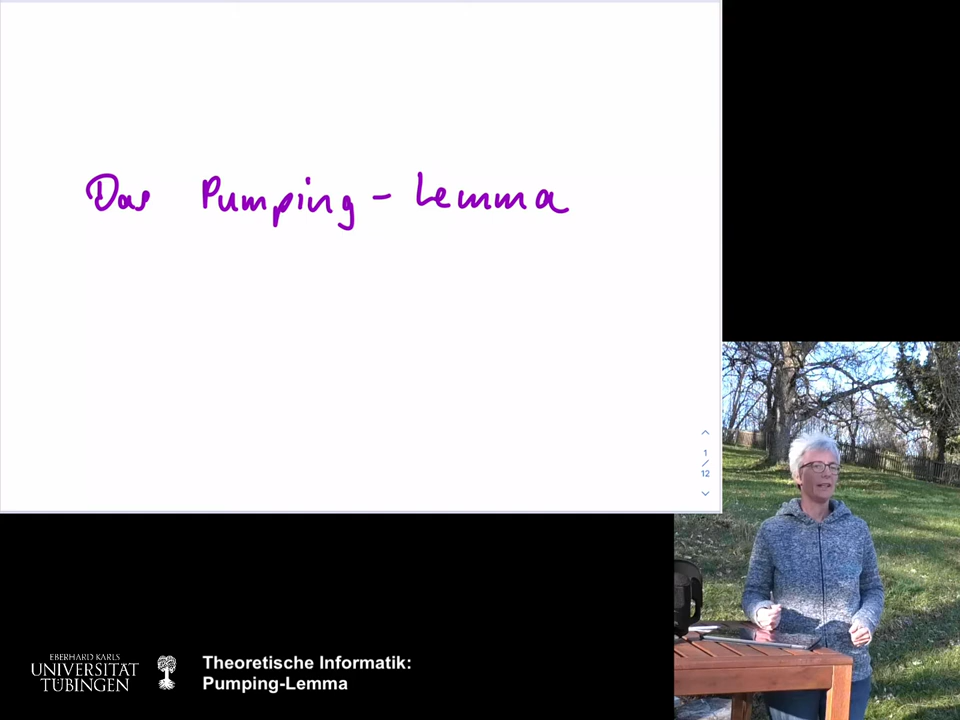 Das Pumping-Lemma
1
/
12
EBERHARD KARLS
UNIVERSITÄT
TÜBINGEN
Theoretische Informatik:
Pumping-Lemma